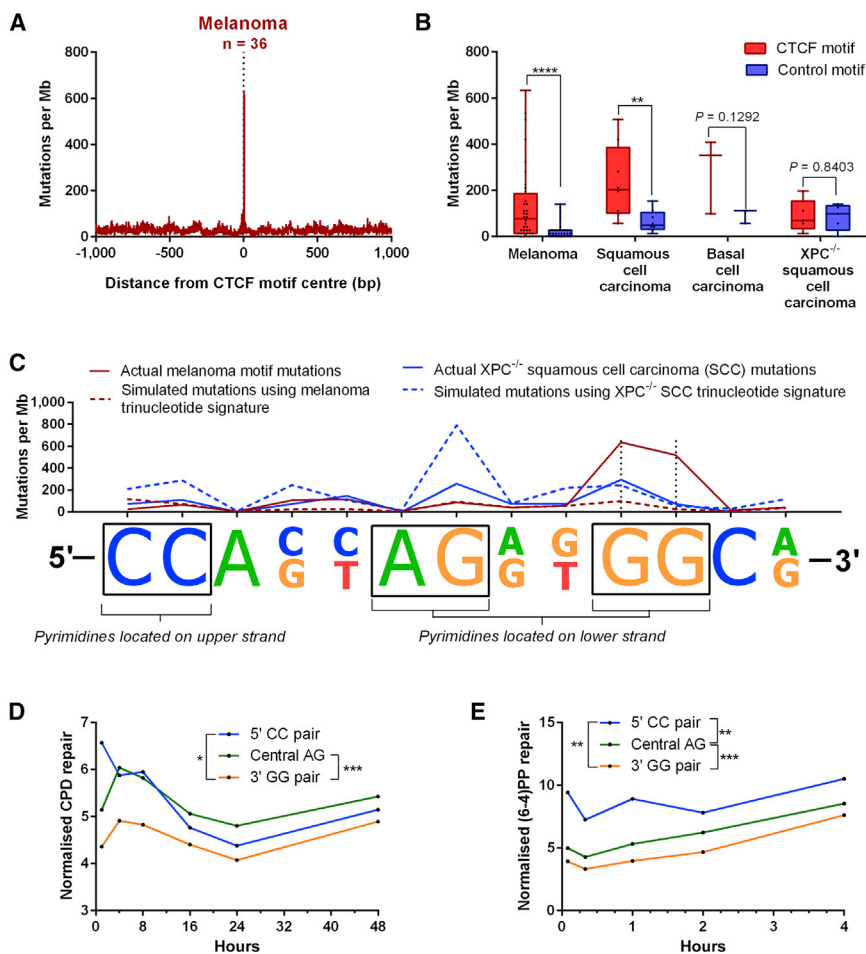 A
Melanoma
n = 36
Mutations per Mb
800
600
400
200
0
-1,000
-500
0
500
1,000
Distance from CTCF motif centre (bp)
B
CTCF motif
Control motif
Mutations per Mb
800
600
400
200
0
****
**
P = 0.1292
P = 0.8403
Melanoma
Squamous cell carcinoma
Basal cell carcinoma
XPC-/- squamous cell carcinoma
C
Actual melanoma motif mutations
Simulated mutations using melanoma trinucleotide signature
Actual XPC-/- squamous cell carcinoma (SCC) mutations
Simulated mutations using XPC-/- SCC trinucleotide signature
Mutations per Mb
1,000
800
600
400
200
0
5'– C C A C G C T A G A G G T G G C A G –3'
Pyrimidines located on upper strand
Pyrimidines located on lower strand
D
Normalised CPD repair
7
6
5
4
3
5' CC pair
Central AG
3' GG pair
*
***
0
8
16
24
32
40
48
Hours
E
Normalised (6-4)PP repair
15
10
5
0
5' CC pair
Central AG
3' GG pair
**
**
***
0
1
2
3
4
Hours